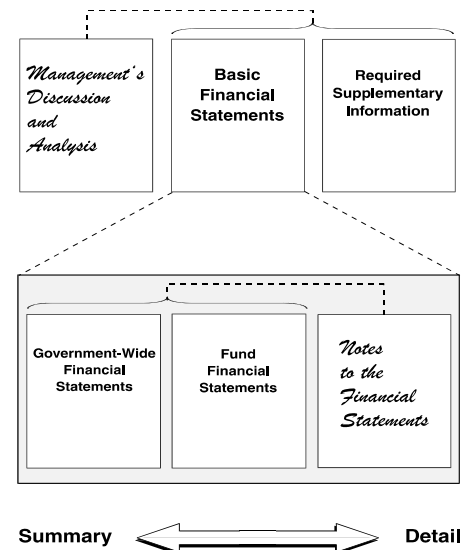 Management's
Discussion
and
Analysis
Basic
Financial
Statements
Required
Supplementary
Information
Government-Wide
Financial
Statements
Fund
Financial
Statements
Notes
to the
Financial
Statements
Summary
Detail